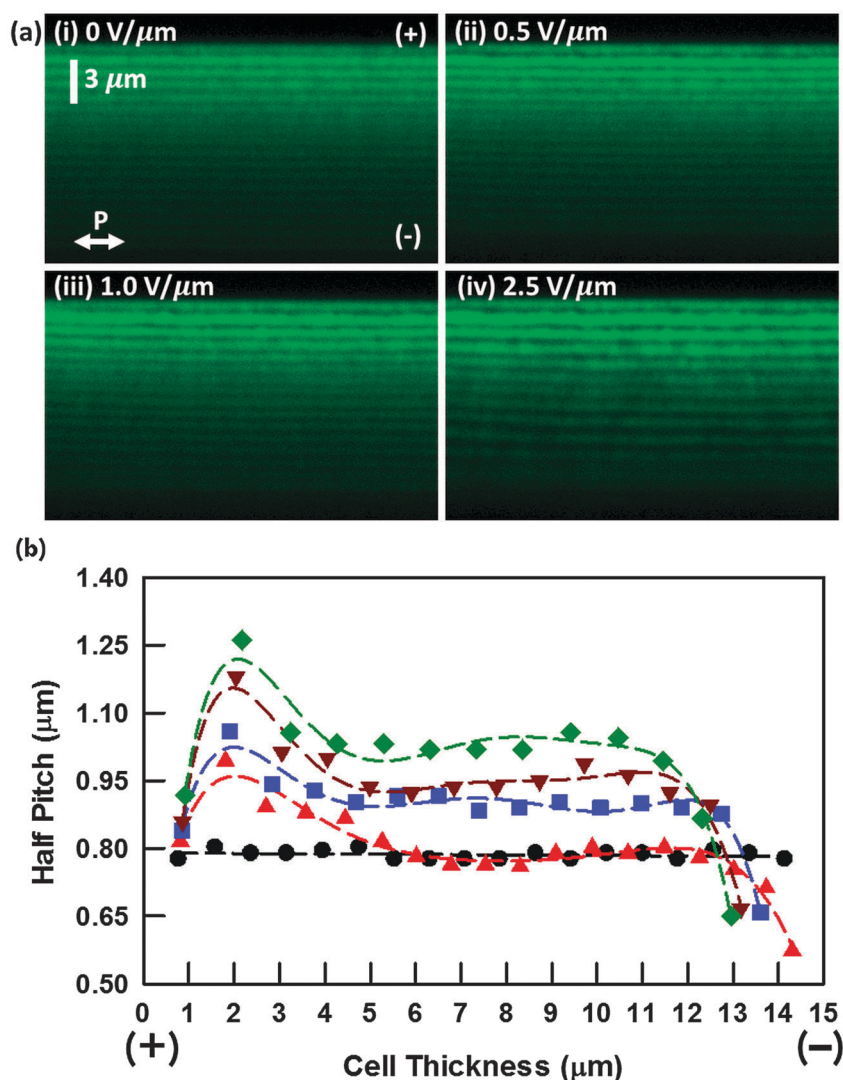 (a)
(i) 0 V/μm (+)
3 μm
P
(-)
(ii) 0.5 V/μm
(iii) 1.0 V/μm
(iv) 2.5 V/μm
(b)
1.40
1.25
1.10
0.95
0.80
0.65
0.50
Half Pitch (μm)
0 1 2 3 4 5 6 7 8 9 10 11 12 13 14 15
(+) (−)
Cell Thickness (μm)